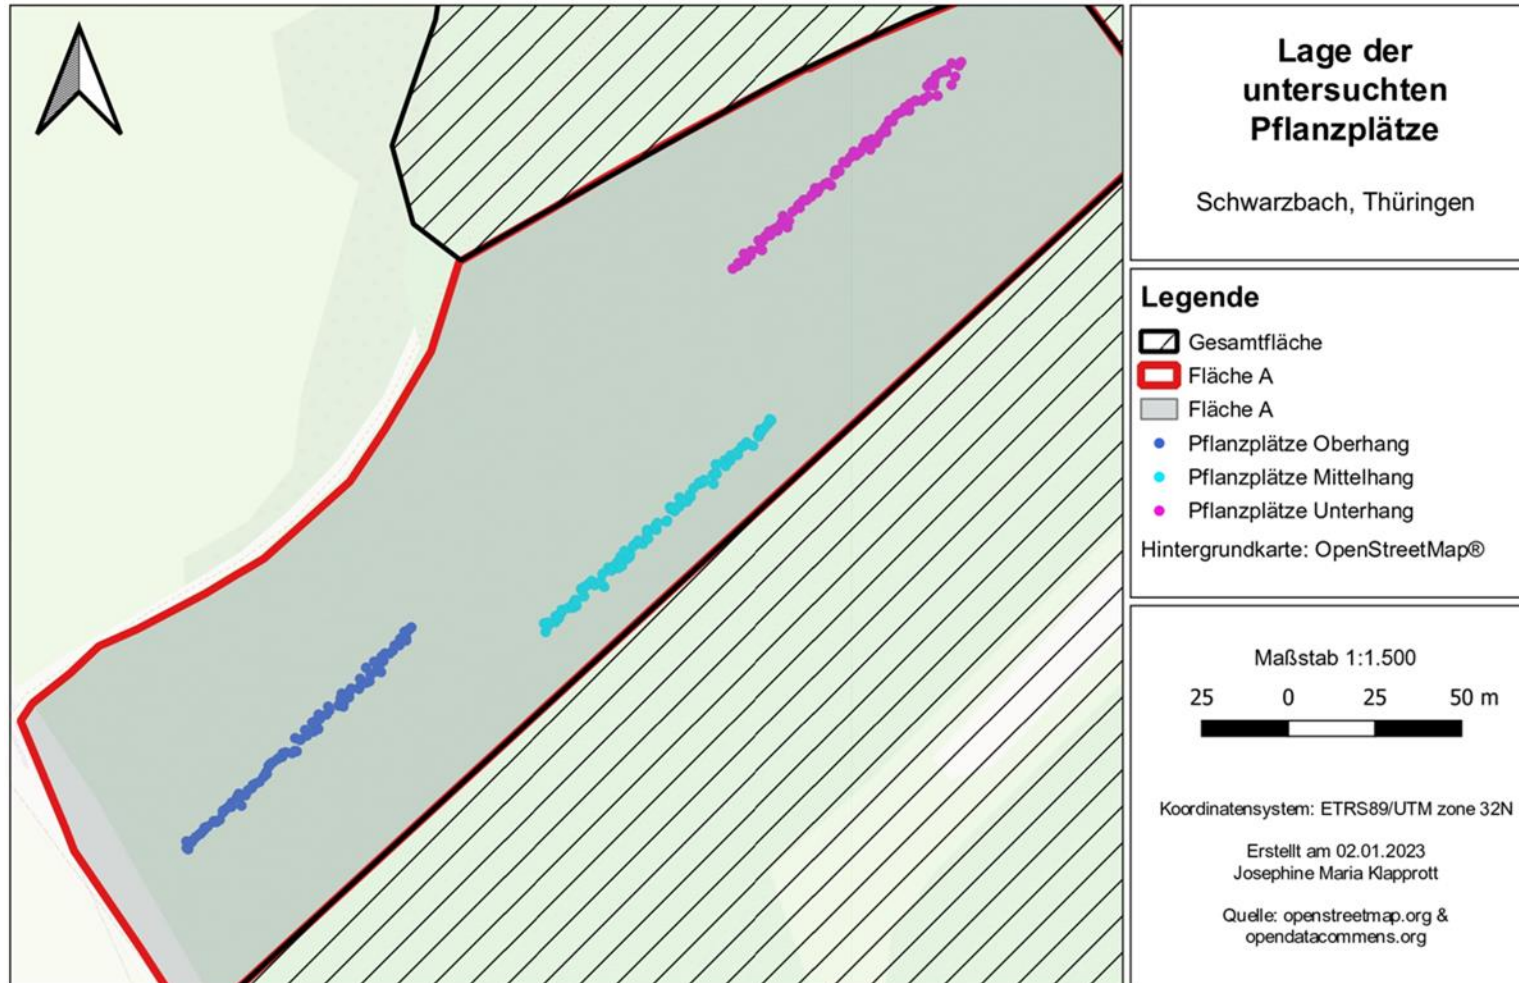 Lage der
untersuchten
Pflanzplätze
Schwarzbach, Thüringen
Legende
Gesamtfläche
Fläche A
Fläche A
Pflanzplätze Oberhang
Pflanzplätze Mittelhang
Pflanzplätze Unterhang
Hintergrundkarte: OpenStreetMap®
Maßstab 1:1.500
25 0 25 50 m
Koordinatensystem: ETRS89/UTM zone 32N
Erstellt am 02.01.2023
Josephine Maria Klapprott
Quelle: openstreetmap.org &
opendatacommens.org